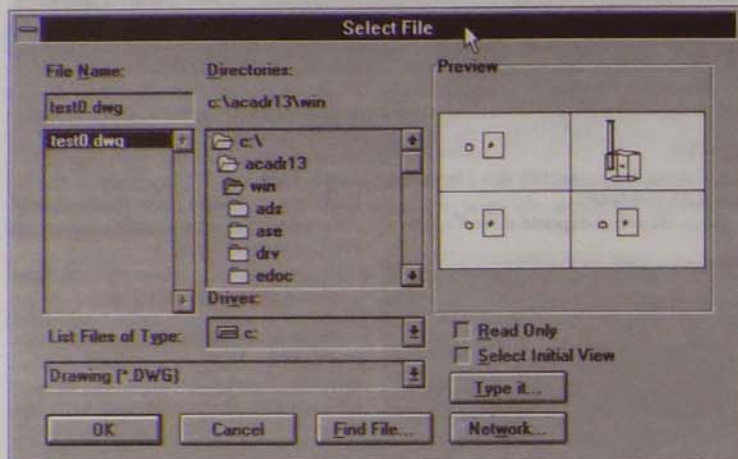 Select File
File Name:
test0.dwg
test0.dwg
List Files of Type:
Drawing (*.DWG)
Directories:
c:\acadr13\win
c:\
acadr13
win
ads
ase
drv
edoc
Drives:
c:
Preview
Read Only
Select Initial View
Type it...
OK
Cancel
Find File...
Network...